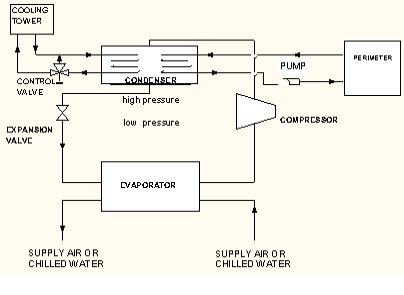 COOLING
TOWER
CONTROL
VALVE
CONDENSER
PUMP
PERIMETER
high pressure
low pressure
EXPANSION
VALVE
COMPRESSOR
EVAPORATOR
SUPPLY AIR OR
CHILLED WATER
SUPPLY AIR OR
CHILLED WATER